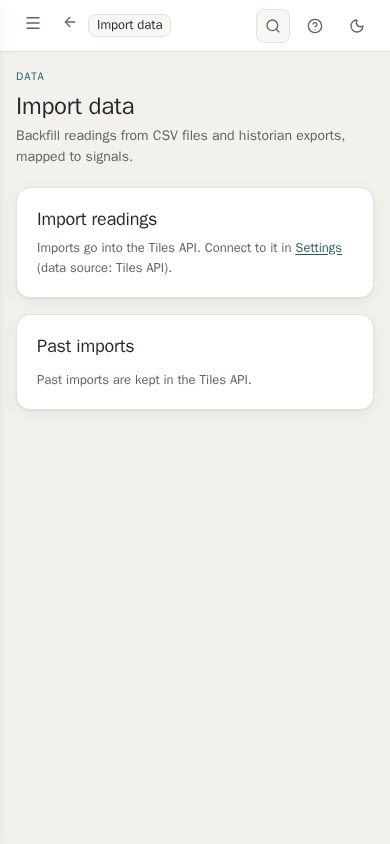 Import data
DATA
Import data
Backfill readings from CSV files and historian exports,
mapped to signals.
Import readings
Imports go into the Tiles API. Connect to it in Settings
(data source: Tiles API).
Past imports
Past imports are kept in the Tiles API.